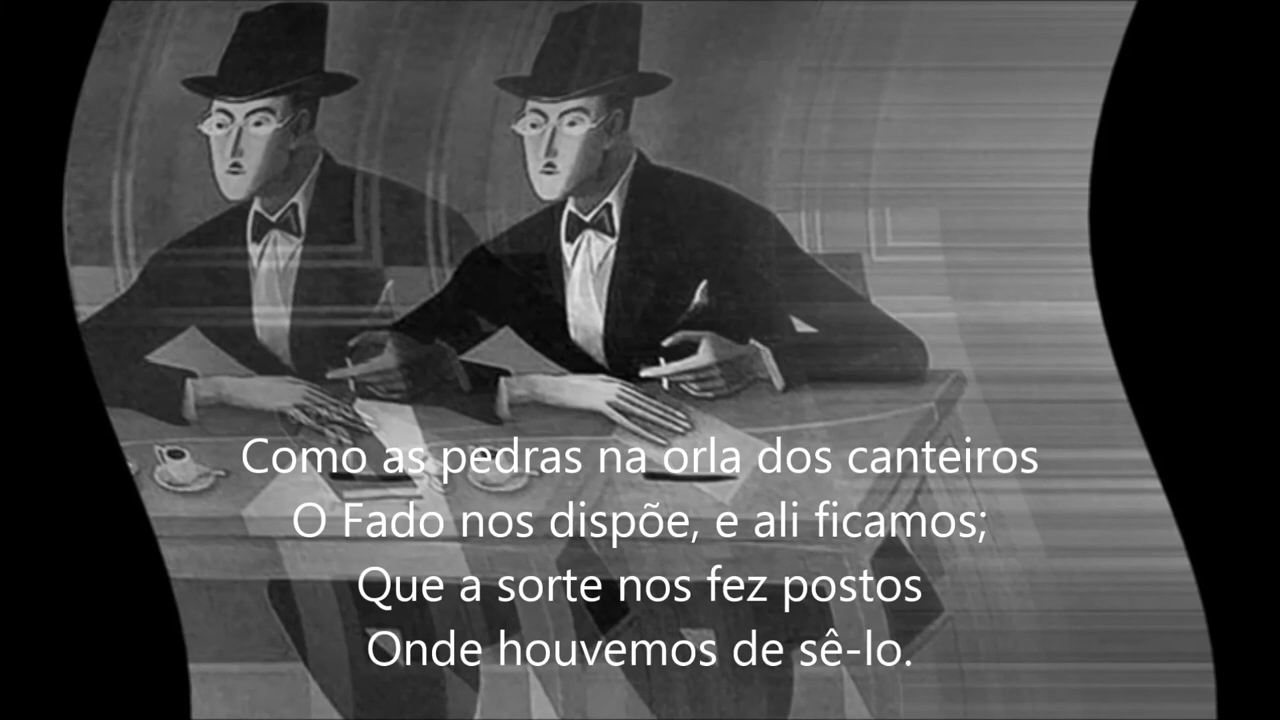 Como as pedras na orla dos canteiros
O Fado nos dispõe, e ali ficamos;
Que a sorte nos fez postos
Onde houvemos de sê-lo.